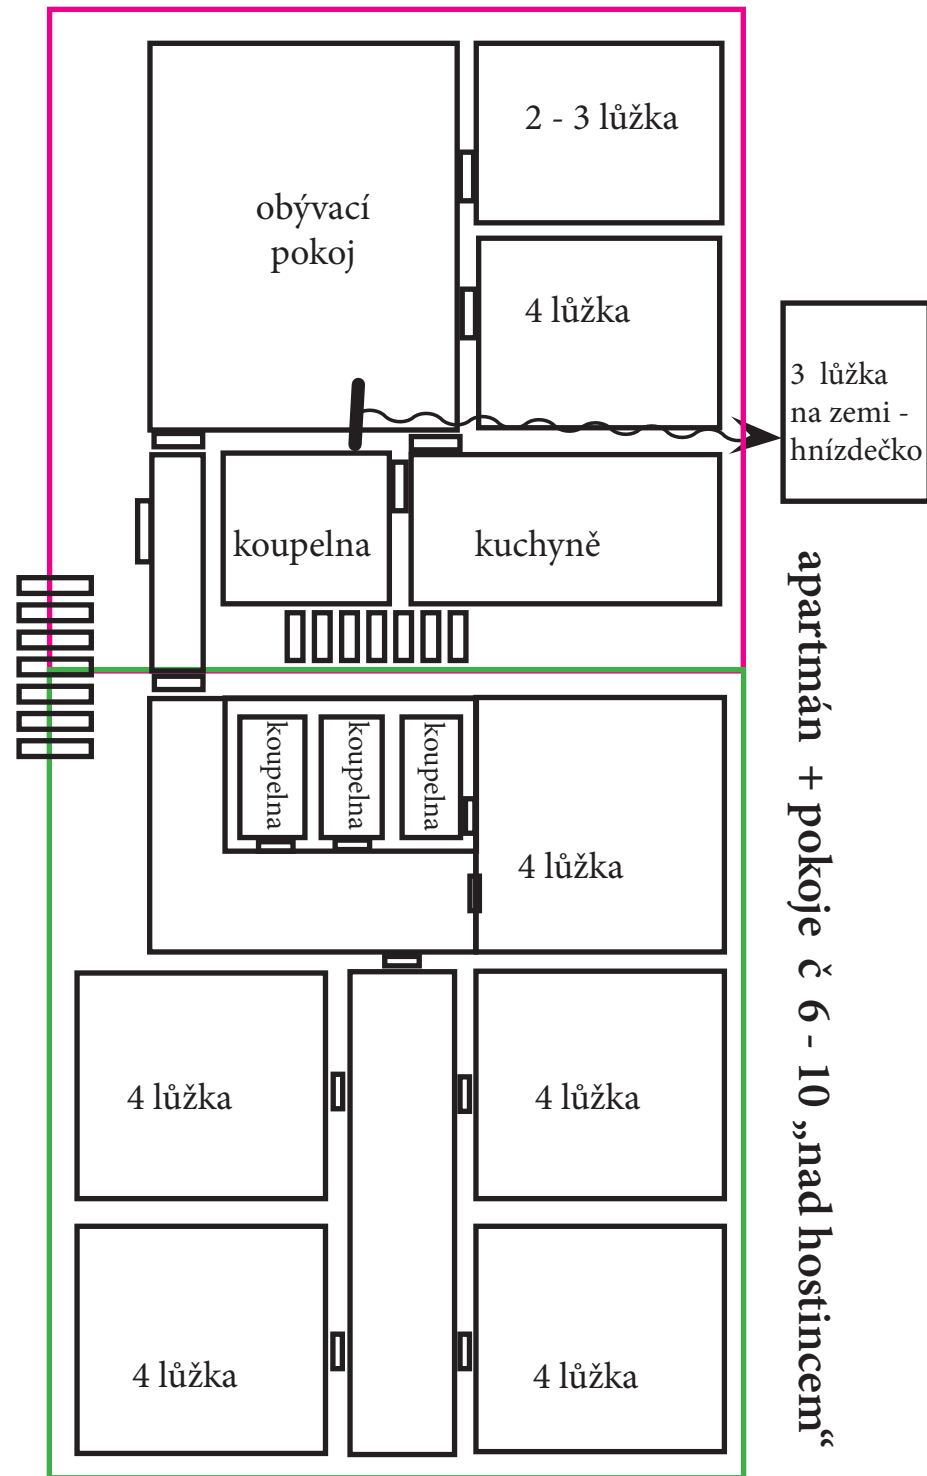 2 - 3 lůžka
obývací
pokoj
4 lůžka
3 lůžka
na zemi -
hnízdečko
koupelna
kuchyně
apartmán + pokoje č 6 - 10 „nad hostincem“
koupelna
koupelna
koupelna
4 lůžka
4 lůžka
4 lůžka
4 lůžka
4 lůžka